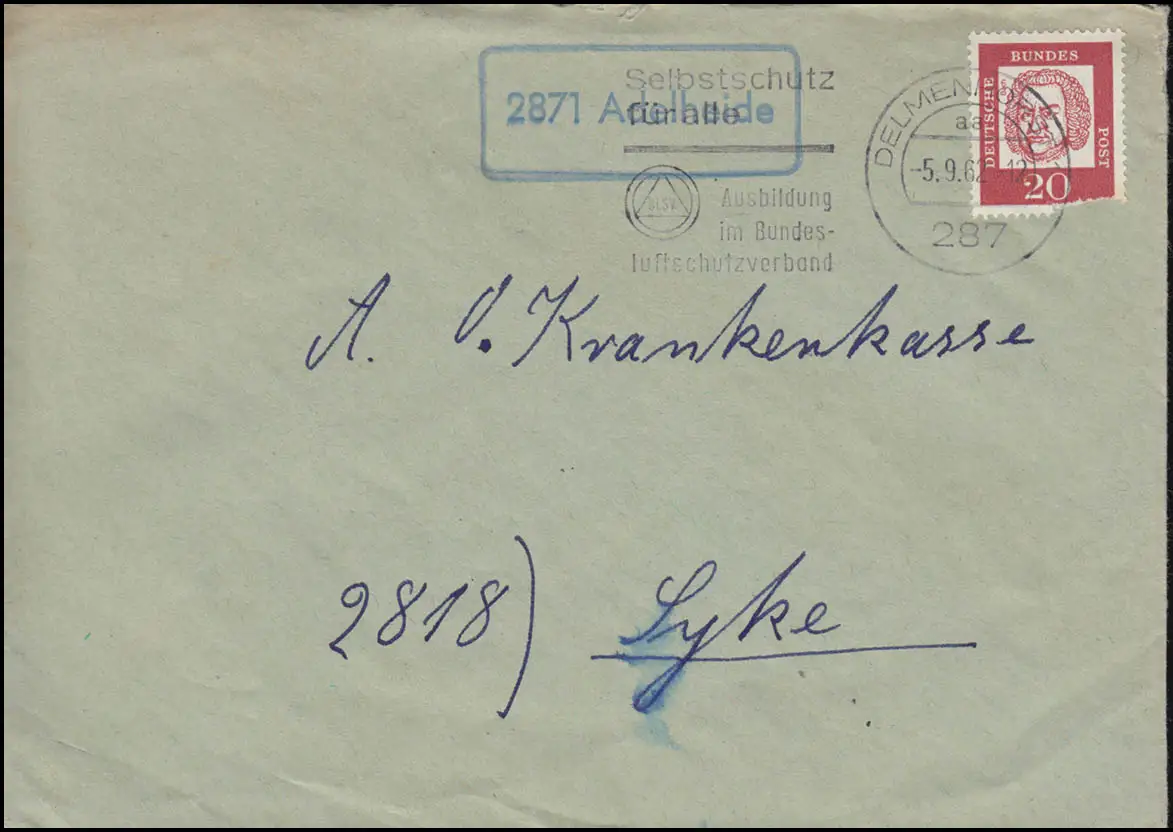 2871 Adelheide
Selbstschutz
für alle
BLSV
Ausbildung
im Bundes-
luftschutzverband
DELMENHORST
aa
-5.9.62-12
287
DEUTSCHE
BUNDES
POST
20
A. O. Krankenkasse
2818) Syke